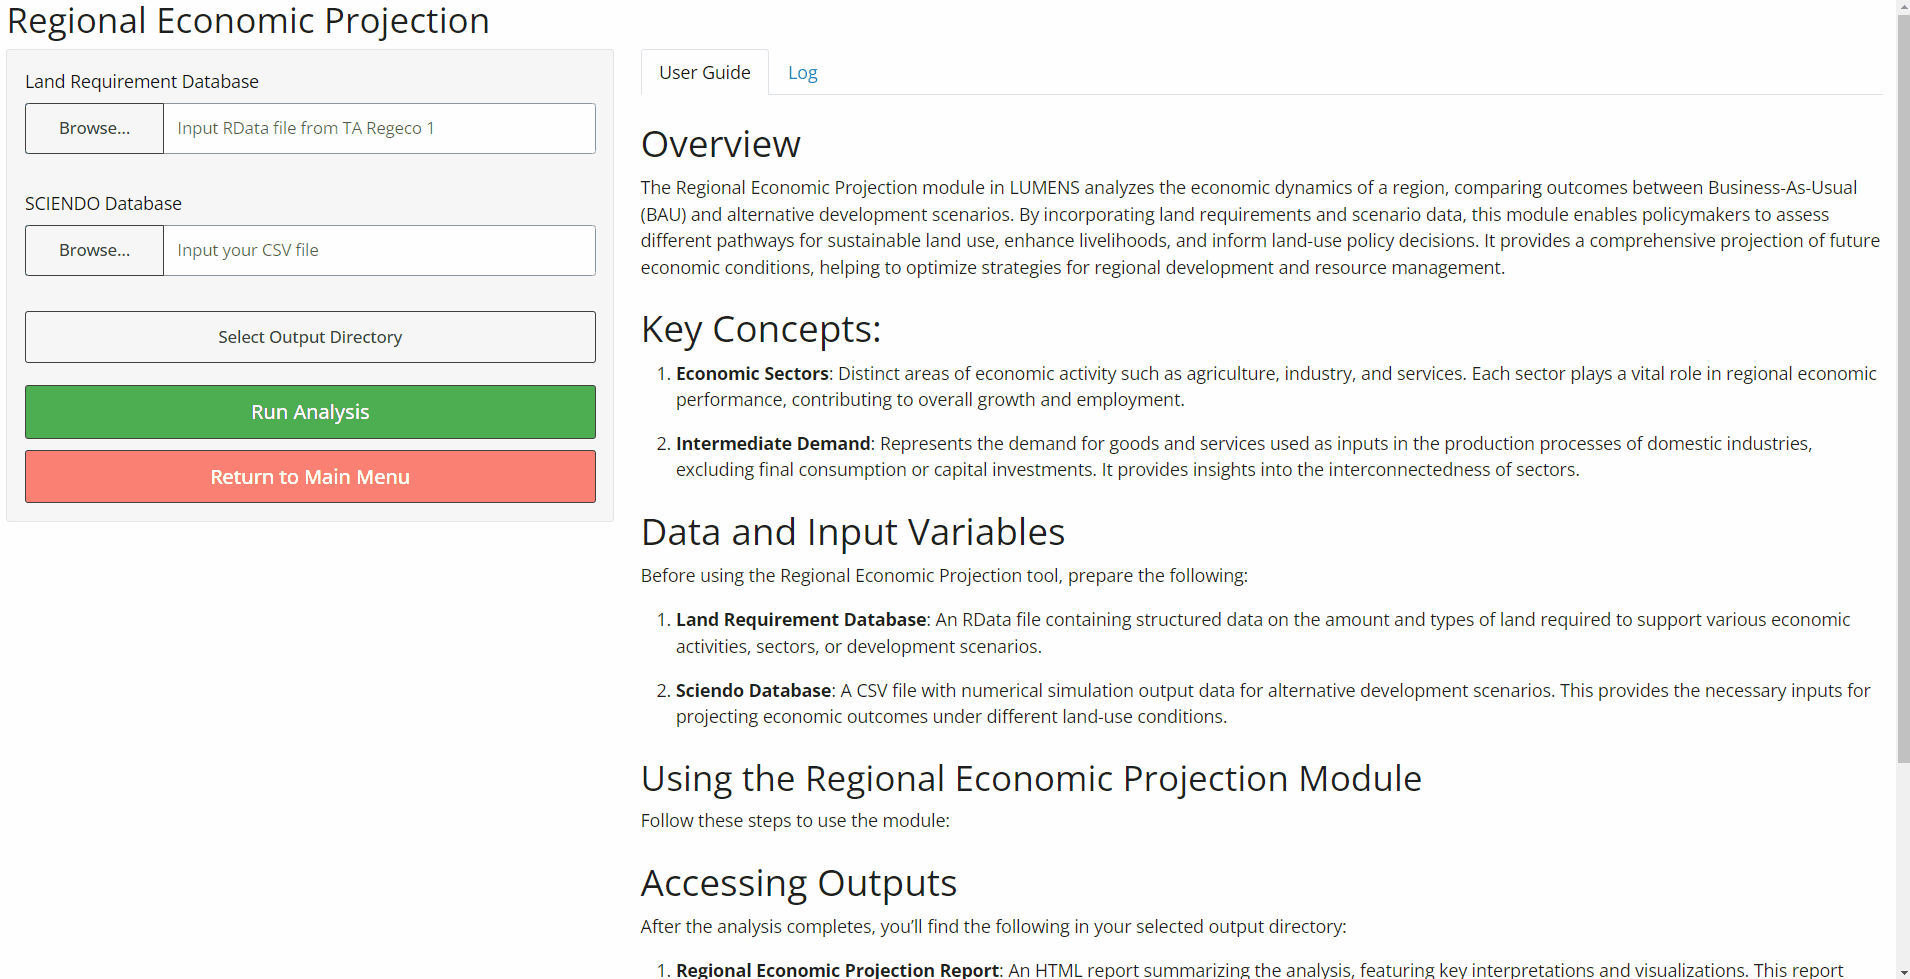 Regional Economic Projection
Land Requirement Database
Browse...
Input RData file from TA Regeco 1
SCIENDO Database
Browse...
Input your CSV file
Select Output Directory
Run Analysis
Return to Main Menu
User Guide
Log
Overview
The Regional Economic Projection module in LUMENS analyzes the economic dynamics of a region, comparing outcomes between Business-As-Usual
(BAU) and alternative development scenarios. By incorporating land requirements and scenario data, this module enables policymakers to assess
different pathways for sustainable land use, enhance livelihoods, and inform land-use policy decisions. It provides a comprehensive projection of future
economic conditions, helping to optimize strategies for regional development and resource management.
Key Concepts:
1. Economic Sectors: Distinct areas of economic activity such as agriculture, industry, and services. Each sector plays a vital role in regional economic
performance, contributing to overall growth and employment.
2. Intermediate Demand: Represents the demand for goods and services used as inputs in the production processes of domestic industries,
excluding final consumption or capital investments. It provides insights into the interconnectedness of sectors.
Data and Input Variables
Before using the Regional Economic Projection tool, prepare the following:
1. Land Requirement Database: An RData file containing structured data on the amount and types of land required to support various economic
activities, sectors, or development scenarios.
2. Sciendo Database: A CSV file with numerical simulation output data for alternative development scenarios. This provides the necessary inputs for
projecting economic outcomes under different land-use conditions.
Using the Regional Economic Projection Module
Follow these steps to use the module:
Accessing Outputs
After the analysis completes, you’ll find the following in your selected output directory:
1. Regional Economic Projection Report: An HTML report summarizing the analysis, featuring key interpretations and visualizations. This report